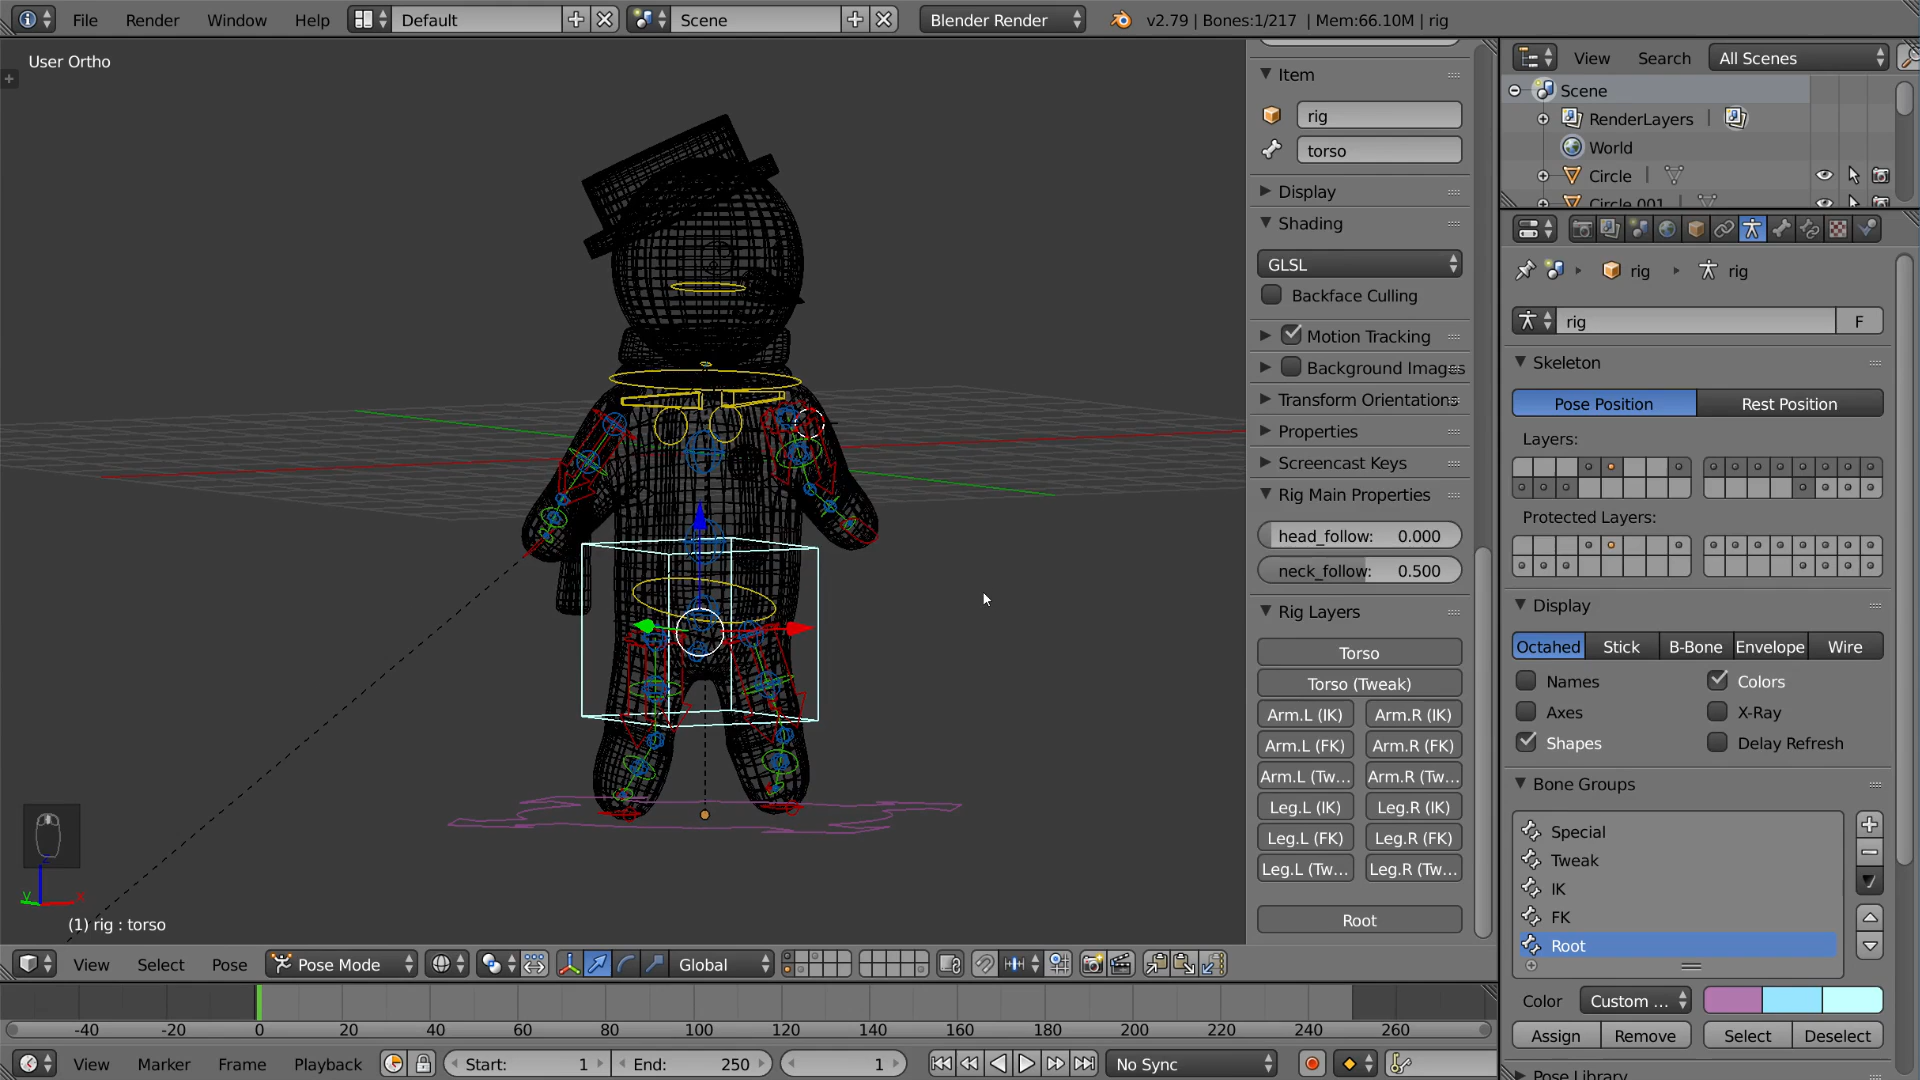 File Render Window Help Default Scene Blender Render v2.79 | Bones:1/217 | Mem:66.10M | rig
User Ortho
(1) rig : torso
Item
rig
torso
Display
Shading
GLSL
Backface Culling
Motion Tracking
Background Images
Transform Orientations
Properties
Screencast Keys
Rig Main Properties
head_follow: 0.000
neck_follow: 0.500
Rig Layers
Torso
Torso (Tweak)
Arm.L (IK) Arm.R (IK)
Arm.L (FK) Arm.R (FK)
Arm.L (Tw... Arm.R (Tw...
Leg.L (IK) Leg.R (IK)
Leg.L (FK) Leg.R (FK)
Leg.L (Tw... Leg.R (Tw...
Root
View Search All Scenes
Scene
RenderLayers
World
Circle
Circle.001
rig rig
rig F
Skeleton
Pose Position Rest Position
Layers:
Protected Layers:
Display
Octahed Stick B-Bone Envelope Wire
Names Colors
Axes X-Ray
Shapes Delay Refresh
Bone Groups
Special
Tweak
IK
FK
Root
Color Custom ...
Assign Remove Select Deselect
Pose Library
View Select Pose Pose Mode Global
-40 -20 0 20 40 60 80 100 120 140 160 180 200 220 240 260
View Marker Frame Playback Start: 1 End: 250 1 No Sync